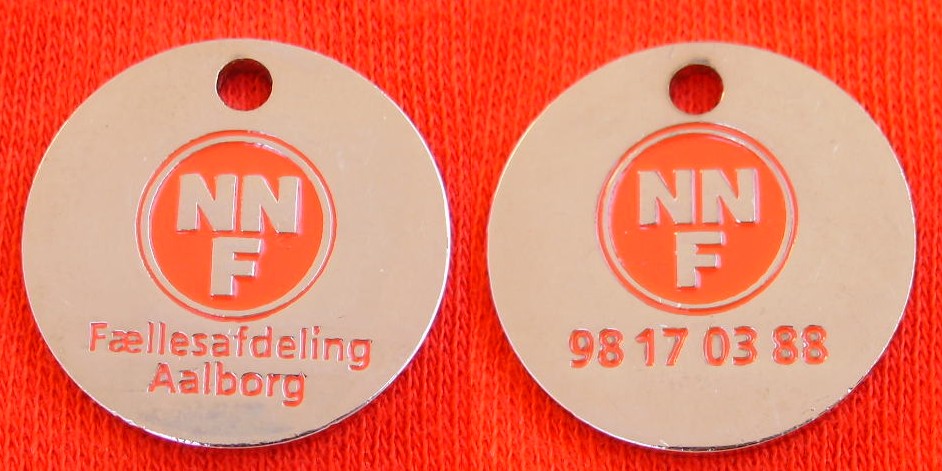 NN
F
Fællesafdeling
Aalborg
NN
F
98 17 03 88